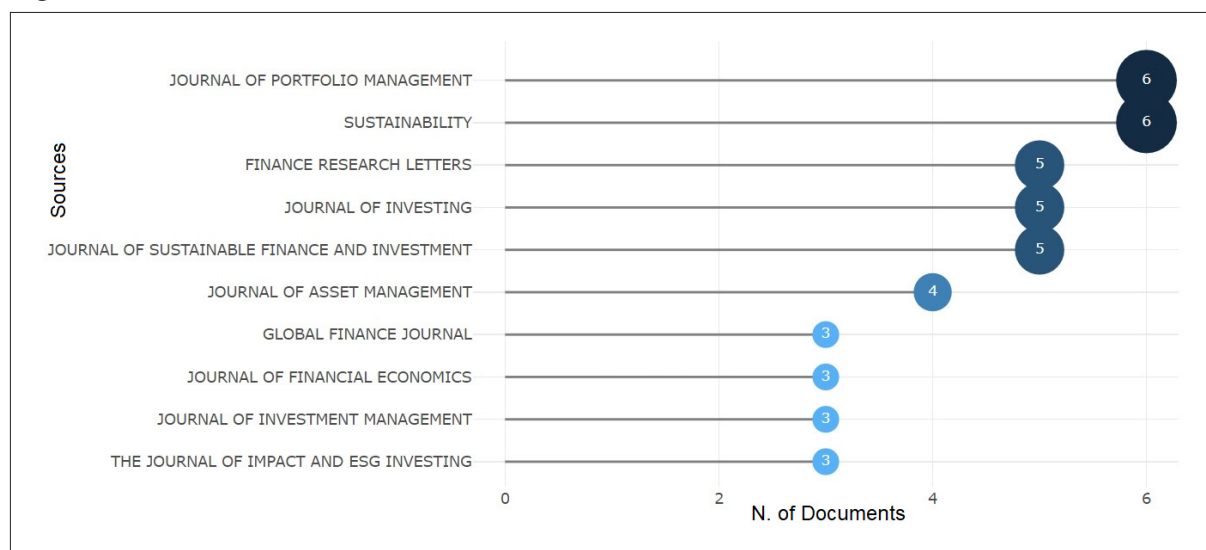 JOURNAL OF PORTFOLIO MANAGEMENT 6
SUSTAINABILITY 6
FINANCE RESEARCH LETTERS 5
JOURNAL OF INVESTING 5
JOURNAL OF SUSTAINABLE FINANCE AND INVESTMENT 5
JOURNAL OF ASSET MANAGEMENT 4
GLOBAL FINANCE JOURNAL 3
JOURNAL OF FINANCIAL ECONOMICS 3
JOURNAL OF INVESTMENT MANAGEMENT 3
THE JOURNAL OF IMPACT AND ESG INVESTING 3
Sources
0 2 4 6
N. of Documents